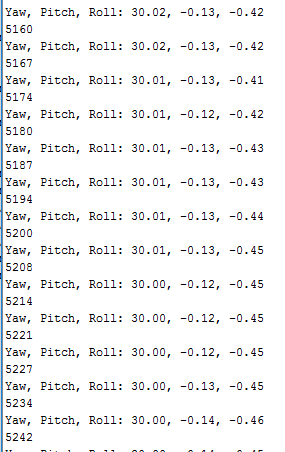 Yaw, Pitch, Roll: 30.02, -0.13, -0.42
5160
Yaw, Pitch, Roll: 30.02, -0.13, -0.42
5167
Yaw, Pitch, Roll: 30.01, -0.13, -0.41
5174
Yaw, Pitch, Roll: 30.01, -0.12, -0.42
5180
Yaw, Pitch, Roll: 30.01, -0.13, -0.43
5187
Yaw, Pitch, Roll: 30.01, -0.13, -0.43
5194
Yaw, Pitch, Roll: 30.01, -0.13, -0.44
5200
Yaw, Pitch, Roll: 30.01, -0.13, -0.45
5208
Yaw, Pitch, Roll: 30.00, -0.12, -0.45
5214
Yaw, Pitch, Roll: 30.00, -0.12, -0.45
5221
Yaw, Pitch, Roll: 30.00, -0.12, -0.45
5227
Yaw, Pitch, Roll: 30.00, -0.13, -0.45
5234
Yaw, Pitch, Roll: 30.00, -0.14, -0.46
5242